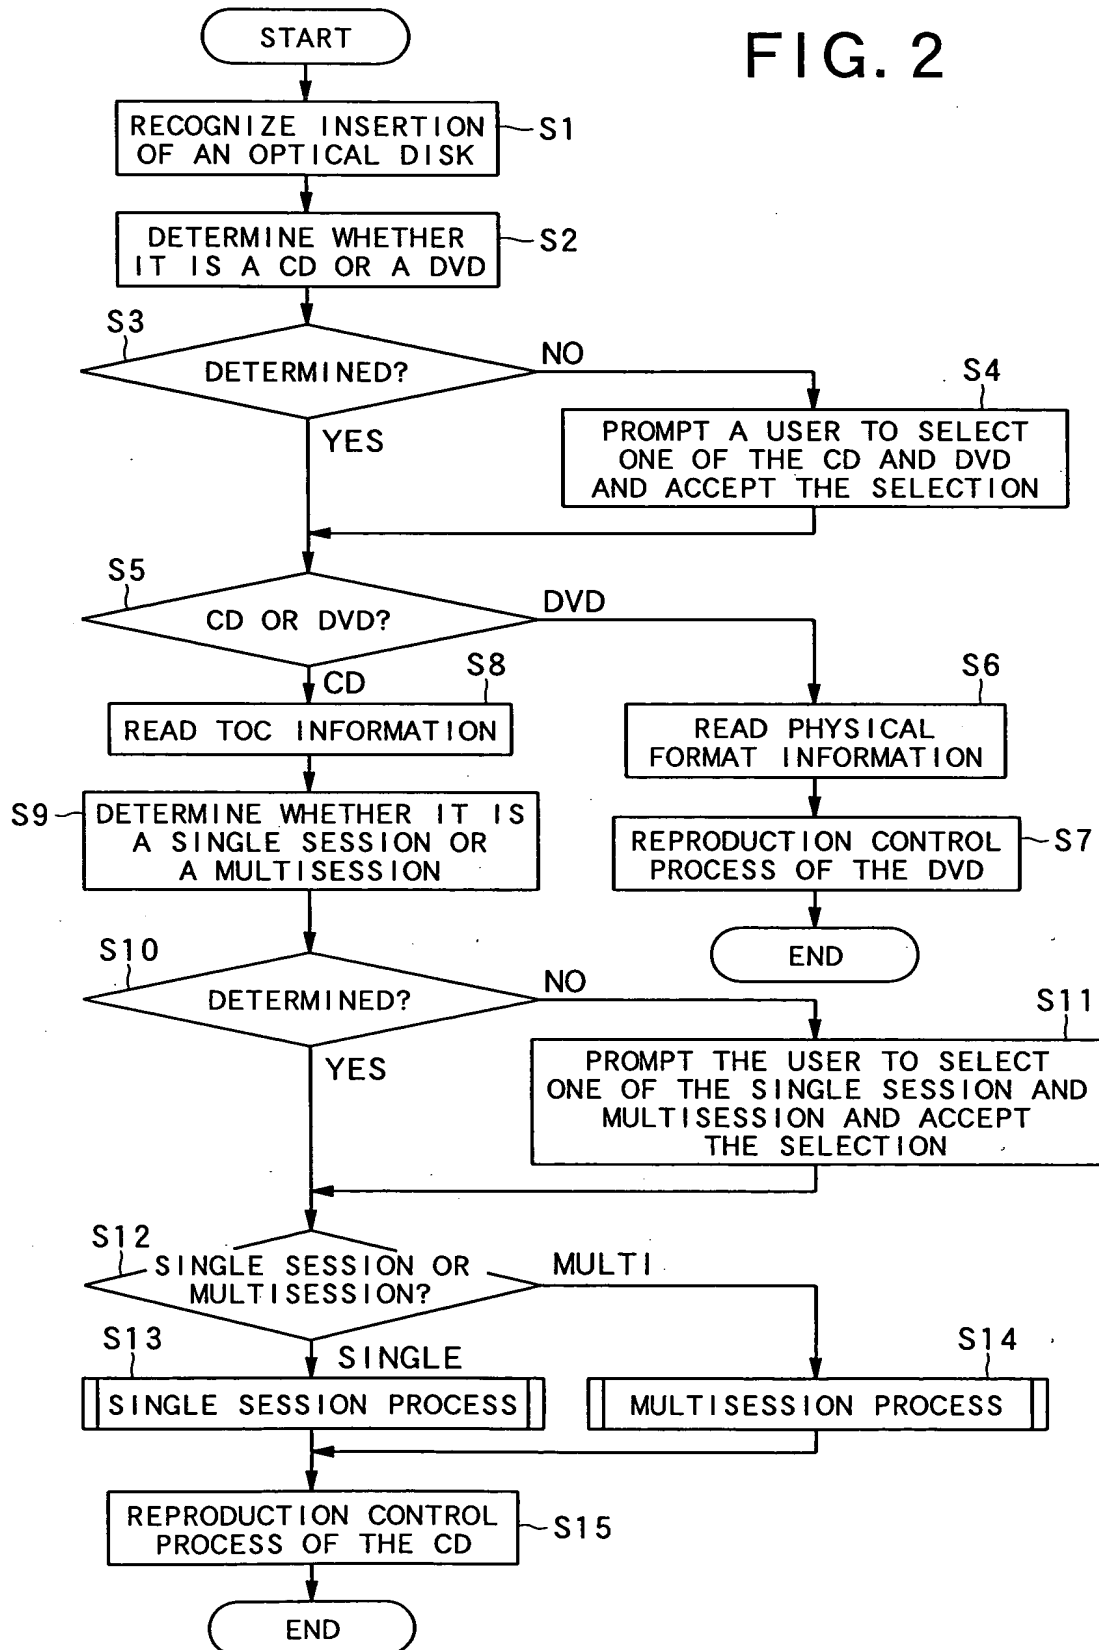 FIG. 2
START
RECOGNIZE INSERTION
OF AN OPTICAL DISK
S1
DETERMINE WHETHER
IT IS A CD OR A DVD
S2
S3
DETERMINED?
NO
YES
S4
PROMPT A USER TO SELECT
ONE OF THE CD AND DVD
AND ACCEPT THE SELECTION
S5
CD OR DVD?
DVD
CD
S8
READ TOC INFORMATION
S6
READ PHYSICAL
FORMAT INFORMATION
S9
DETERMINE WHETHER IT IS
A SINGLE SESSION OR
A MULTISESSION
REPRODUCTION CONTROL
PROCESS OF THE DVD
S7
END
S10
DETERMINED?
NO
YES
S11
PROMPT THE USER TO SELECT
ONE OF THE SINGLE SESSION AND
MULTISESSION AND ACCEPT
THE SELECTION
S12
SINGLE SESSION OR
MULTISESSION?
MULTI
SINGLE
S13
SINGLE SESSION PROCESS
S14
MULTISESSION PROCESS
REPRODUCTION CONTROL
PROCESS OF THE CD
S15
END